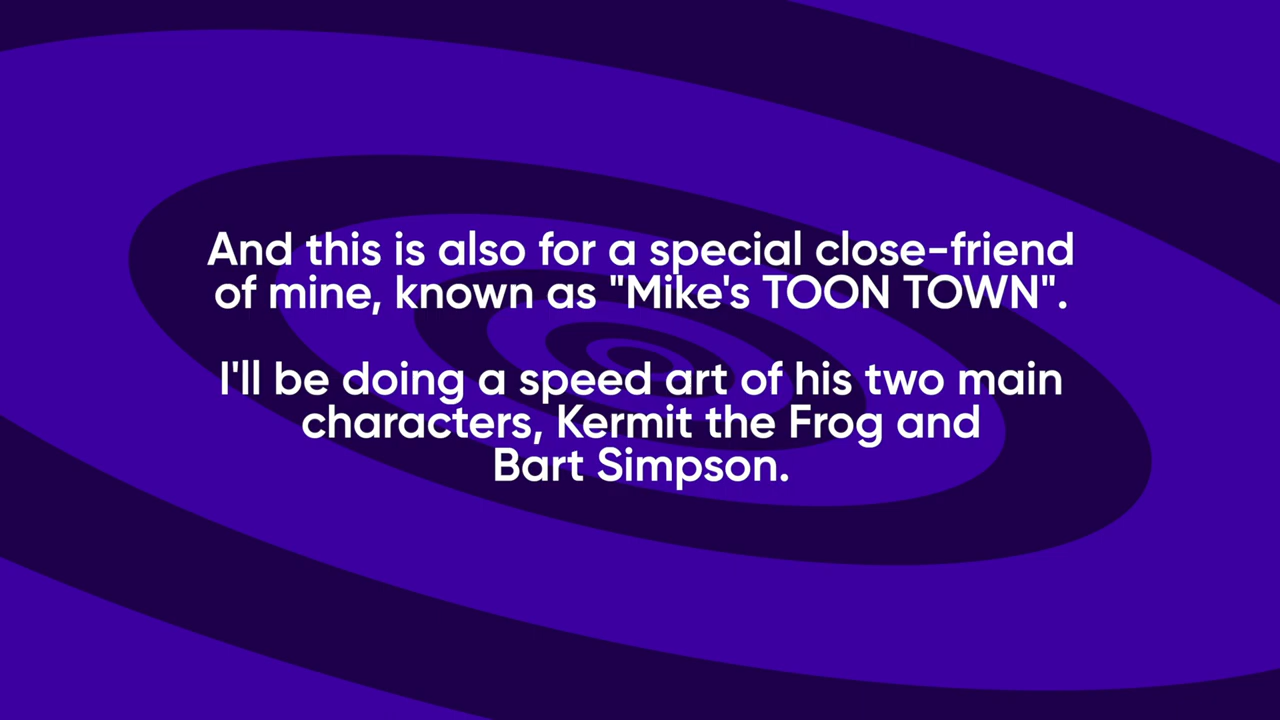 And this is also for a special close-friend
of mine, known as "Mike's TOON TOWN".
I'll be doing a speed art of his two main
characters, Kermit the Frog and
Bart Simpson.